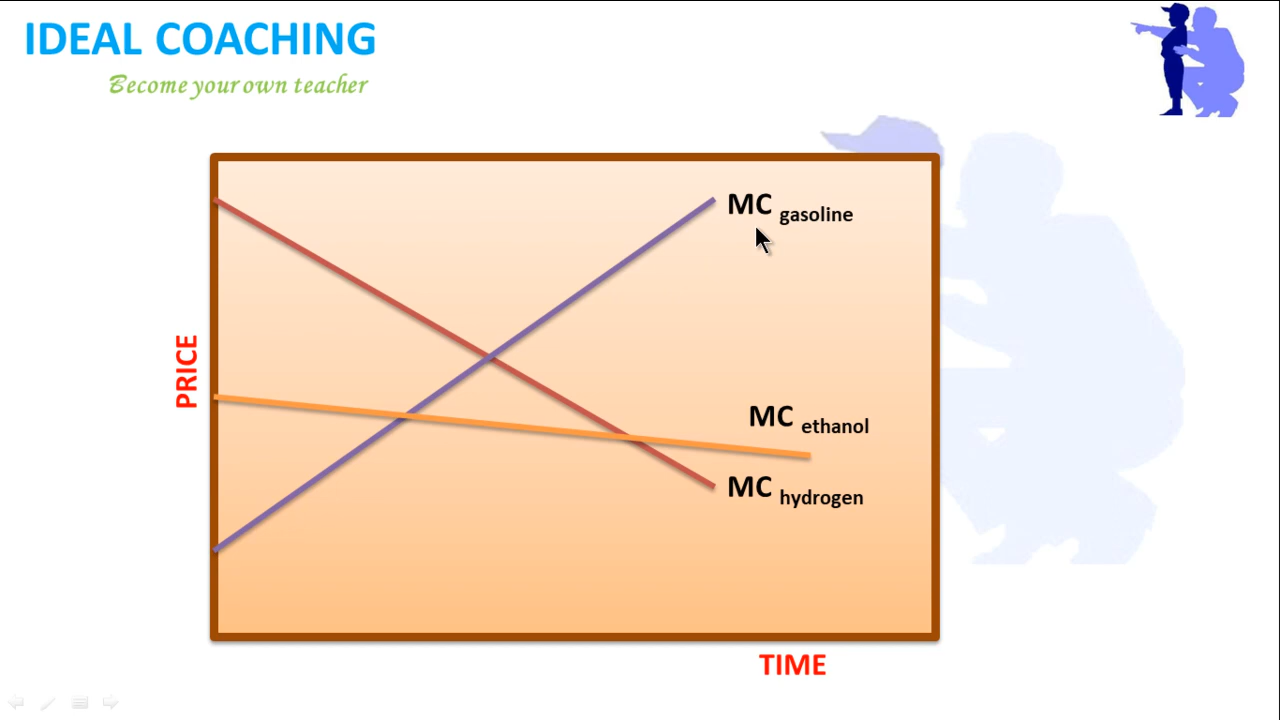 IDEAL COACHING
Become your own teacher
MC gasoline
PRICE
MC ethanol
MC hydrogen
TIME